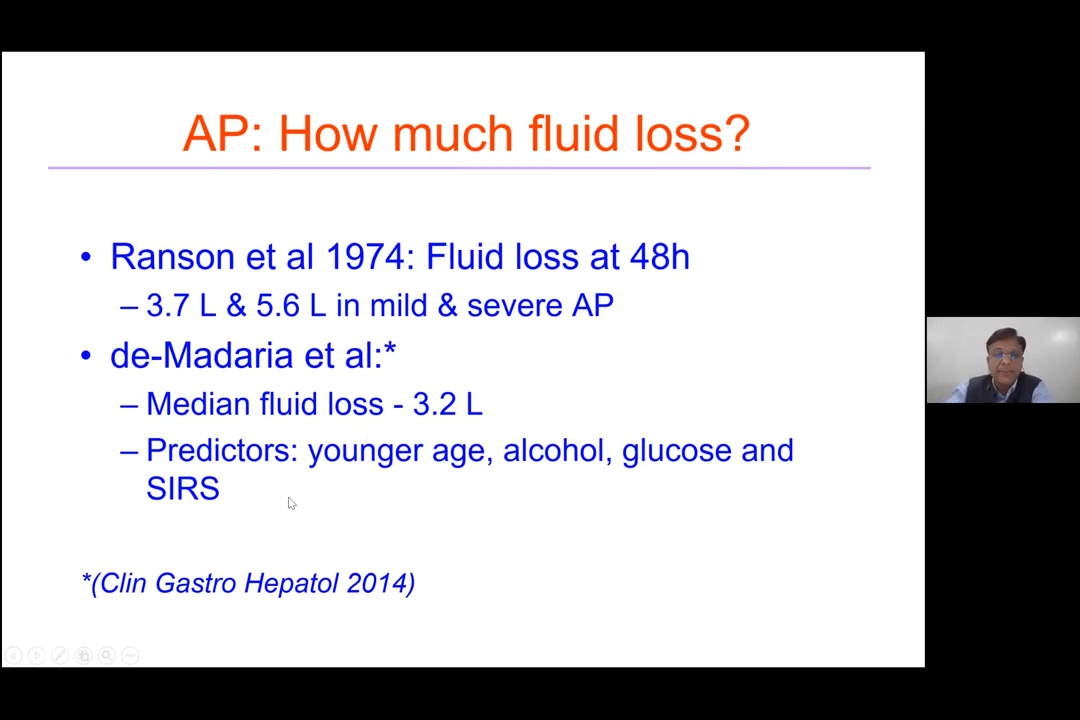 AP: How much fluid loss?
• Ranson et al 1974: Fluid loss at 48h
– 3.7 L & 5.6 L in mild & severe AP
• de-Madaria et al:*
– Median fluid loss - 3.2 L
– Predictors: younger age, alcohol, glucose and
SIRS
*(Clin Gastro Hepatol 2014)